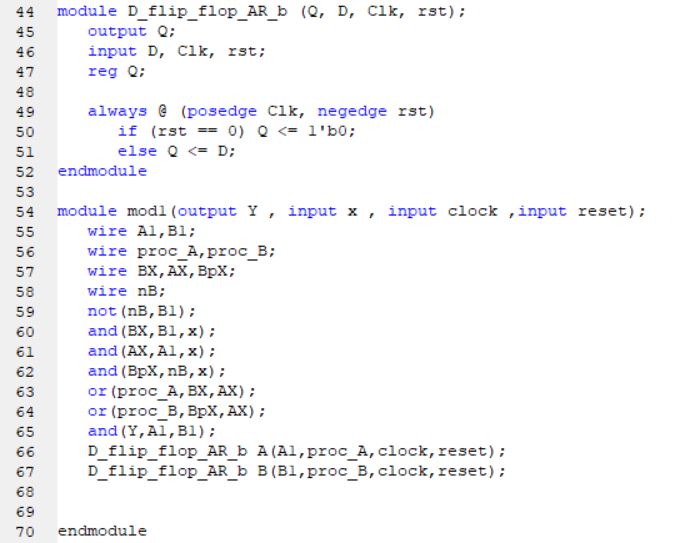 44 module D_flip_flop_AR_b (Q, D, Clk, rst);
45 output Q;
46 input D, Clk, rst;
47 reg Q;
48
49 always @ (posedge Clk, negedge rst)
50 if (rst == 0) Q <= 1'b0;
51 else Q <= D;
52 endmodule
53
54 module mod1(output Y , input x , input clock ,input reset);
55 wire A1,B1;
56 wire proc_A,proc_B;
57 wire BX,AX,BpX;
58 wire nB;
59 not(nB,B1);
60 and(BX,B1,x);
61 and(AX,A1,x);
62 and(BpX,nB,x);
63 or(proc_A,BX,AX);
64 or(proc_B,BpX,AX);
65 and(Y,A1,B1);
66 D_flip_flop_AR_b A(A1,proc_A,clock,reset);
67 D_flip_flop_AR_b B(B1,proc_B,clock,reset);
68
69
70 endmodule